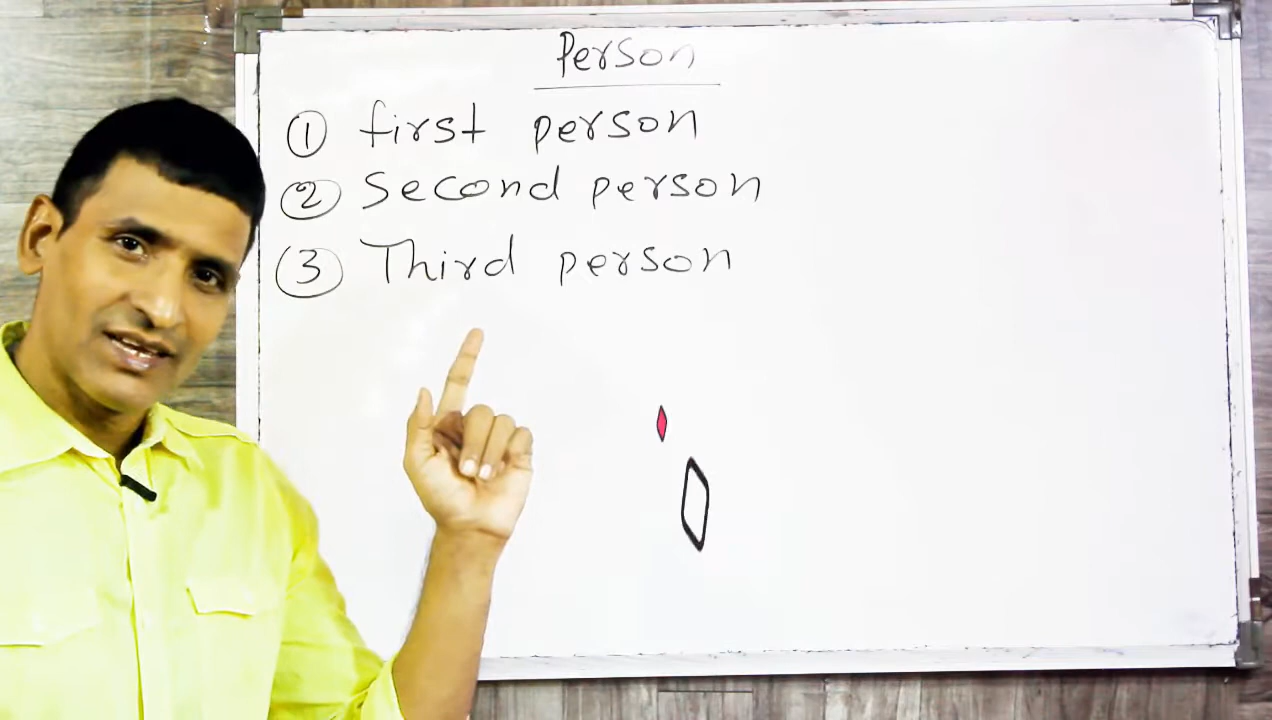 Person
① first person
② Second person
③ Third person